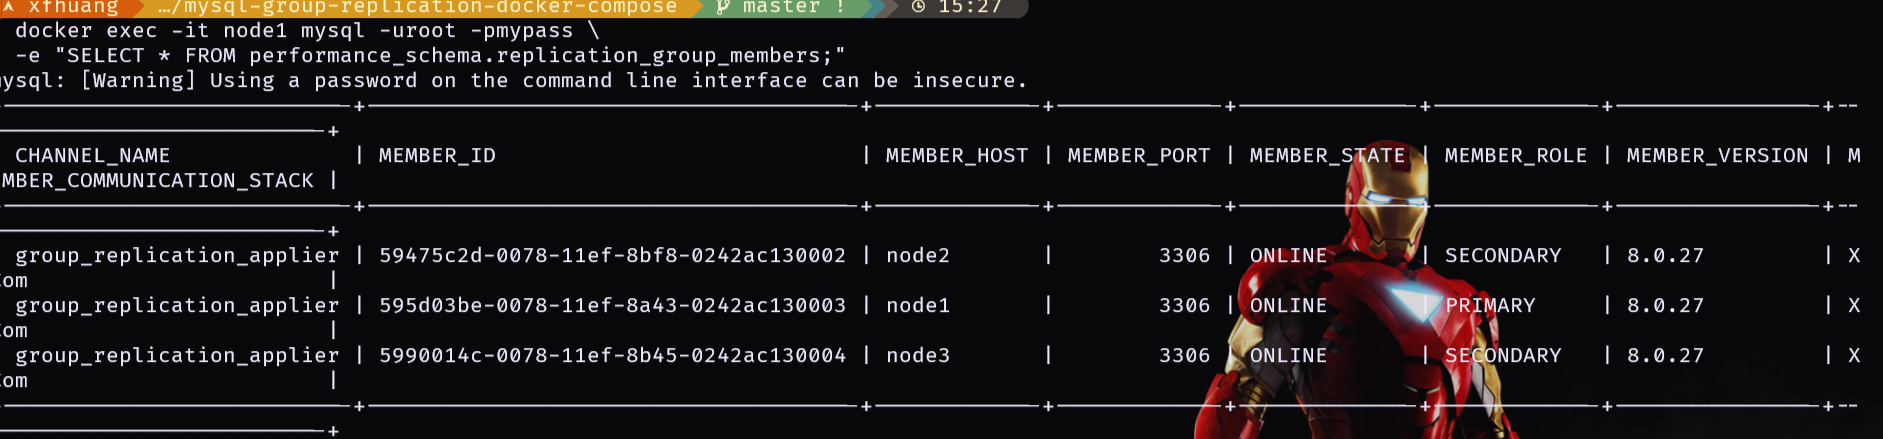 xfhuang …/mysql-group-replication-docker-compose master ! 15:27
docker exec -it node1 mysql -uroot -pmypass \
-e "SELECT * FROM performance_schema.replication_group_members;"
mysql: [Warning] Using a password on the command line interface can be insecure.
CHANNEL_NAME | MEMBER_ID | MEMBER_HOST | MEMBER_PORT | MEMBER_STATE | MEMBER_ROLE | MEMBER_VERSION | M
MBER_COMMUNICATION_STACK |
group_replication_applier | 59475c2d-0078-11ef-8bf8-0242ac130002 | node2 | 3306 | ONLINE | SECONDARY | 8.0.27 | X
Com |
group_replication_applier | 595d03be-0078-11ef-8a43-0242ac130003 | node1 | 3306 | ONLINE | PRIMARY | 8.0.27 | X
Com |
group_replication_applier | 5990014c-0078-11ef-8b45-0242ac130004 | node3 | 3306 | ONLINE | SECONDARY | 8.0.27 | X
Com |